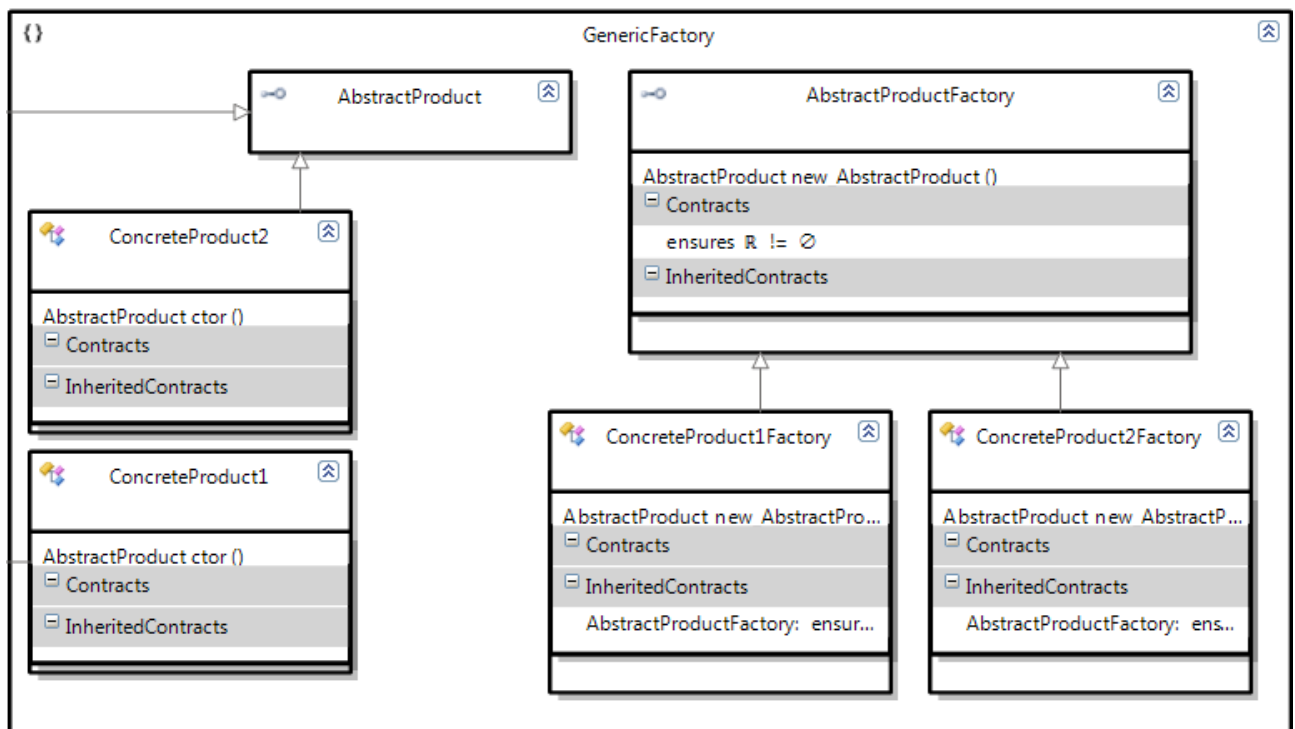 {} GenericFactory
AbstractProduct
AbstractProductFactory
AbstractProduct new AbstractProduct ()
Contracts
ensures ℝ != ∅
InheritedContracts
ConcreteProduct2
AbstractProduct ctor ()
Contracts
InheritedContracts
ConcreteProduct1
AbstractProduct ctor ()
Contracts
InheritedContracts
ConcreteProduct1Factory
AbstractProduct new AbstractPro...
Contracts
InheritedContracts
AbstractProductFactory: ensur...
ConcreteProduct2Factory
AbstractProduct new AbstractP...
Contracts
InheritedContracts
AbstractProductFactory: ens...